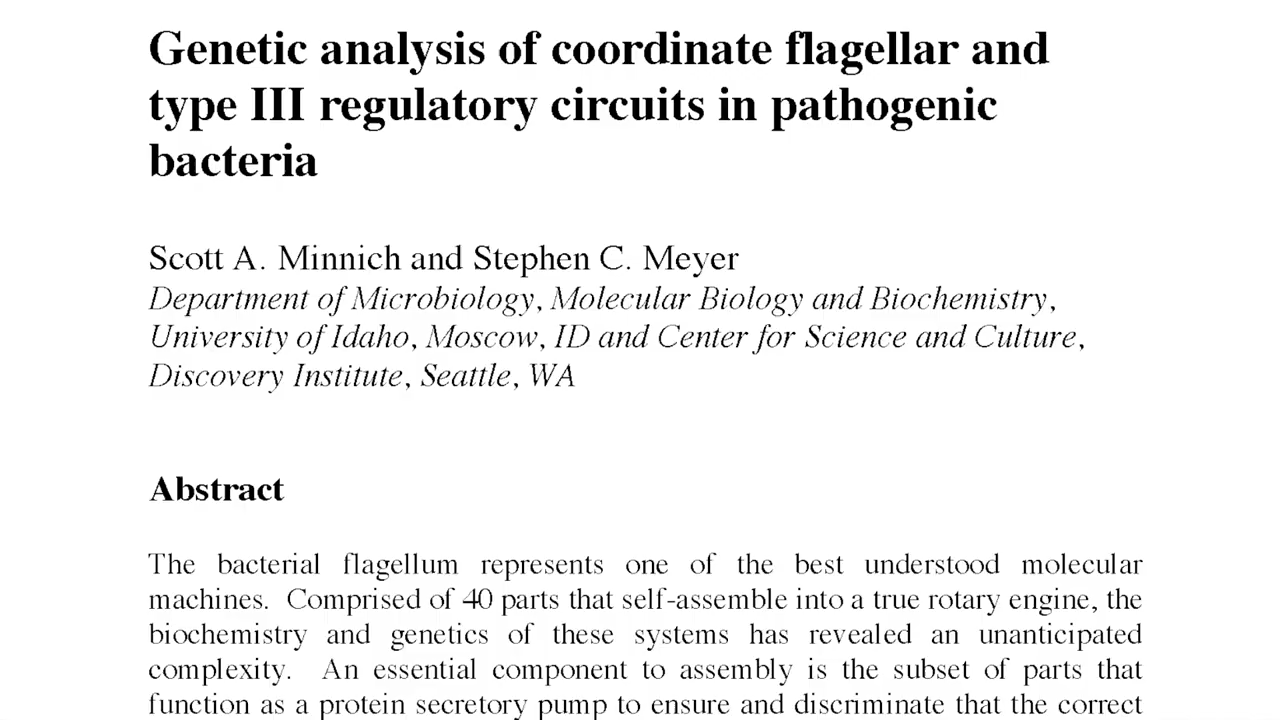 Genetic analysis of coordinate flagellar and
type III regulatory circuits in pathogenic
bacteria
Scott A. Minnich and Stephen C. Meyer
Department of Microbiology, Molecular Biology and Biochemistry,
University of Idaho, Moscow, ID and Center for Science and Culture,
Discovery Institute, Seattle, WA
Abstract
The bacterial flagellum represents one of the best understood molecular
machines. Comprised of 40 parts that self-assemble into a true rotary engine, the
biochemistry and genetics of these systems has revealed an unanticipated
complexity. An essential component to assembly is the subset of parts that
function as a protein secretory pump to ensure and discriminate that the correct